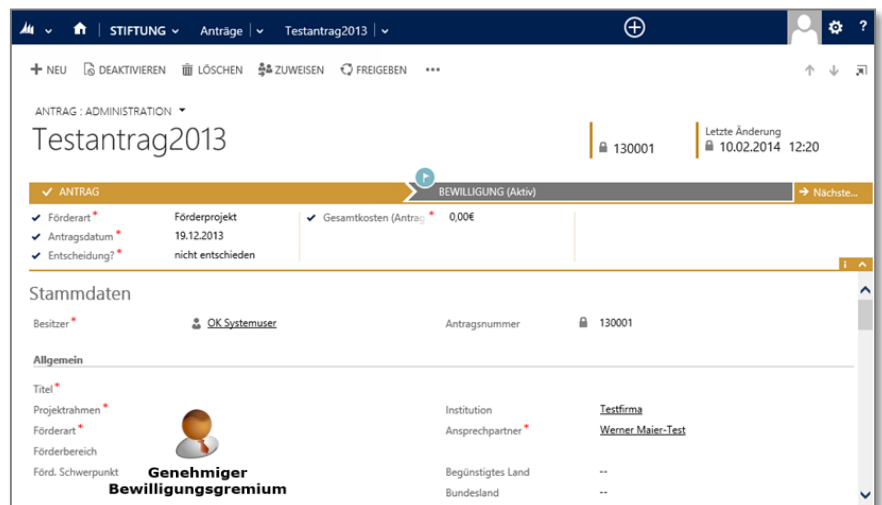 STIFTUNG Anträge Testantrag2013 ?
NEU DEAKTIVIEREN LÖSCHEN ZUWEISEN FREIGEBEN ...
ANTRAG : ADMINISTRATION
Testantrag2013
130001
Letzte Änderung
10.02.2014 12:20
ANTRAG BEWILLIGUNG (Aktiv) Nächste...
Förderart * Förderprojekt Gesamtkosten (Antrag * 0,00€
Antragsdatum * 19.12.2013
Entscheidung? * nicht entschieden
Stammdaten
Besitzer * OK Systemuser Antragsnummer 130001
Allgemein
Titel *
Projektrahmen * Institution Testfirma
Förderart * Ansprechpartner * Werner Maier-Test
Förderbereich
Förd. Schwerpunkt Begünstigtes Land --
Genehmiger
Bewilligungsgremium
Bundesland --